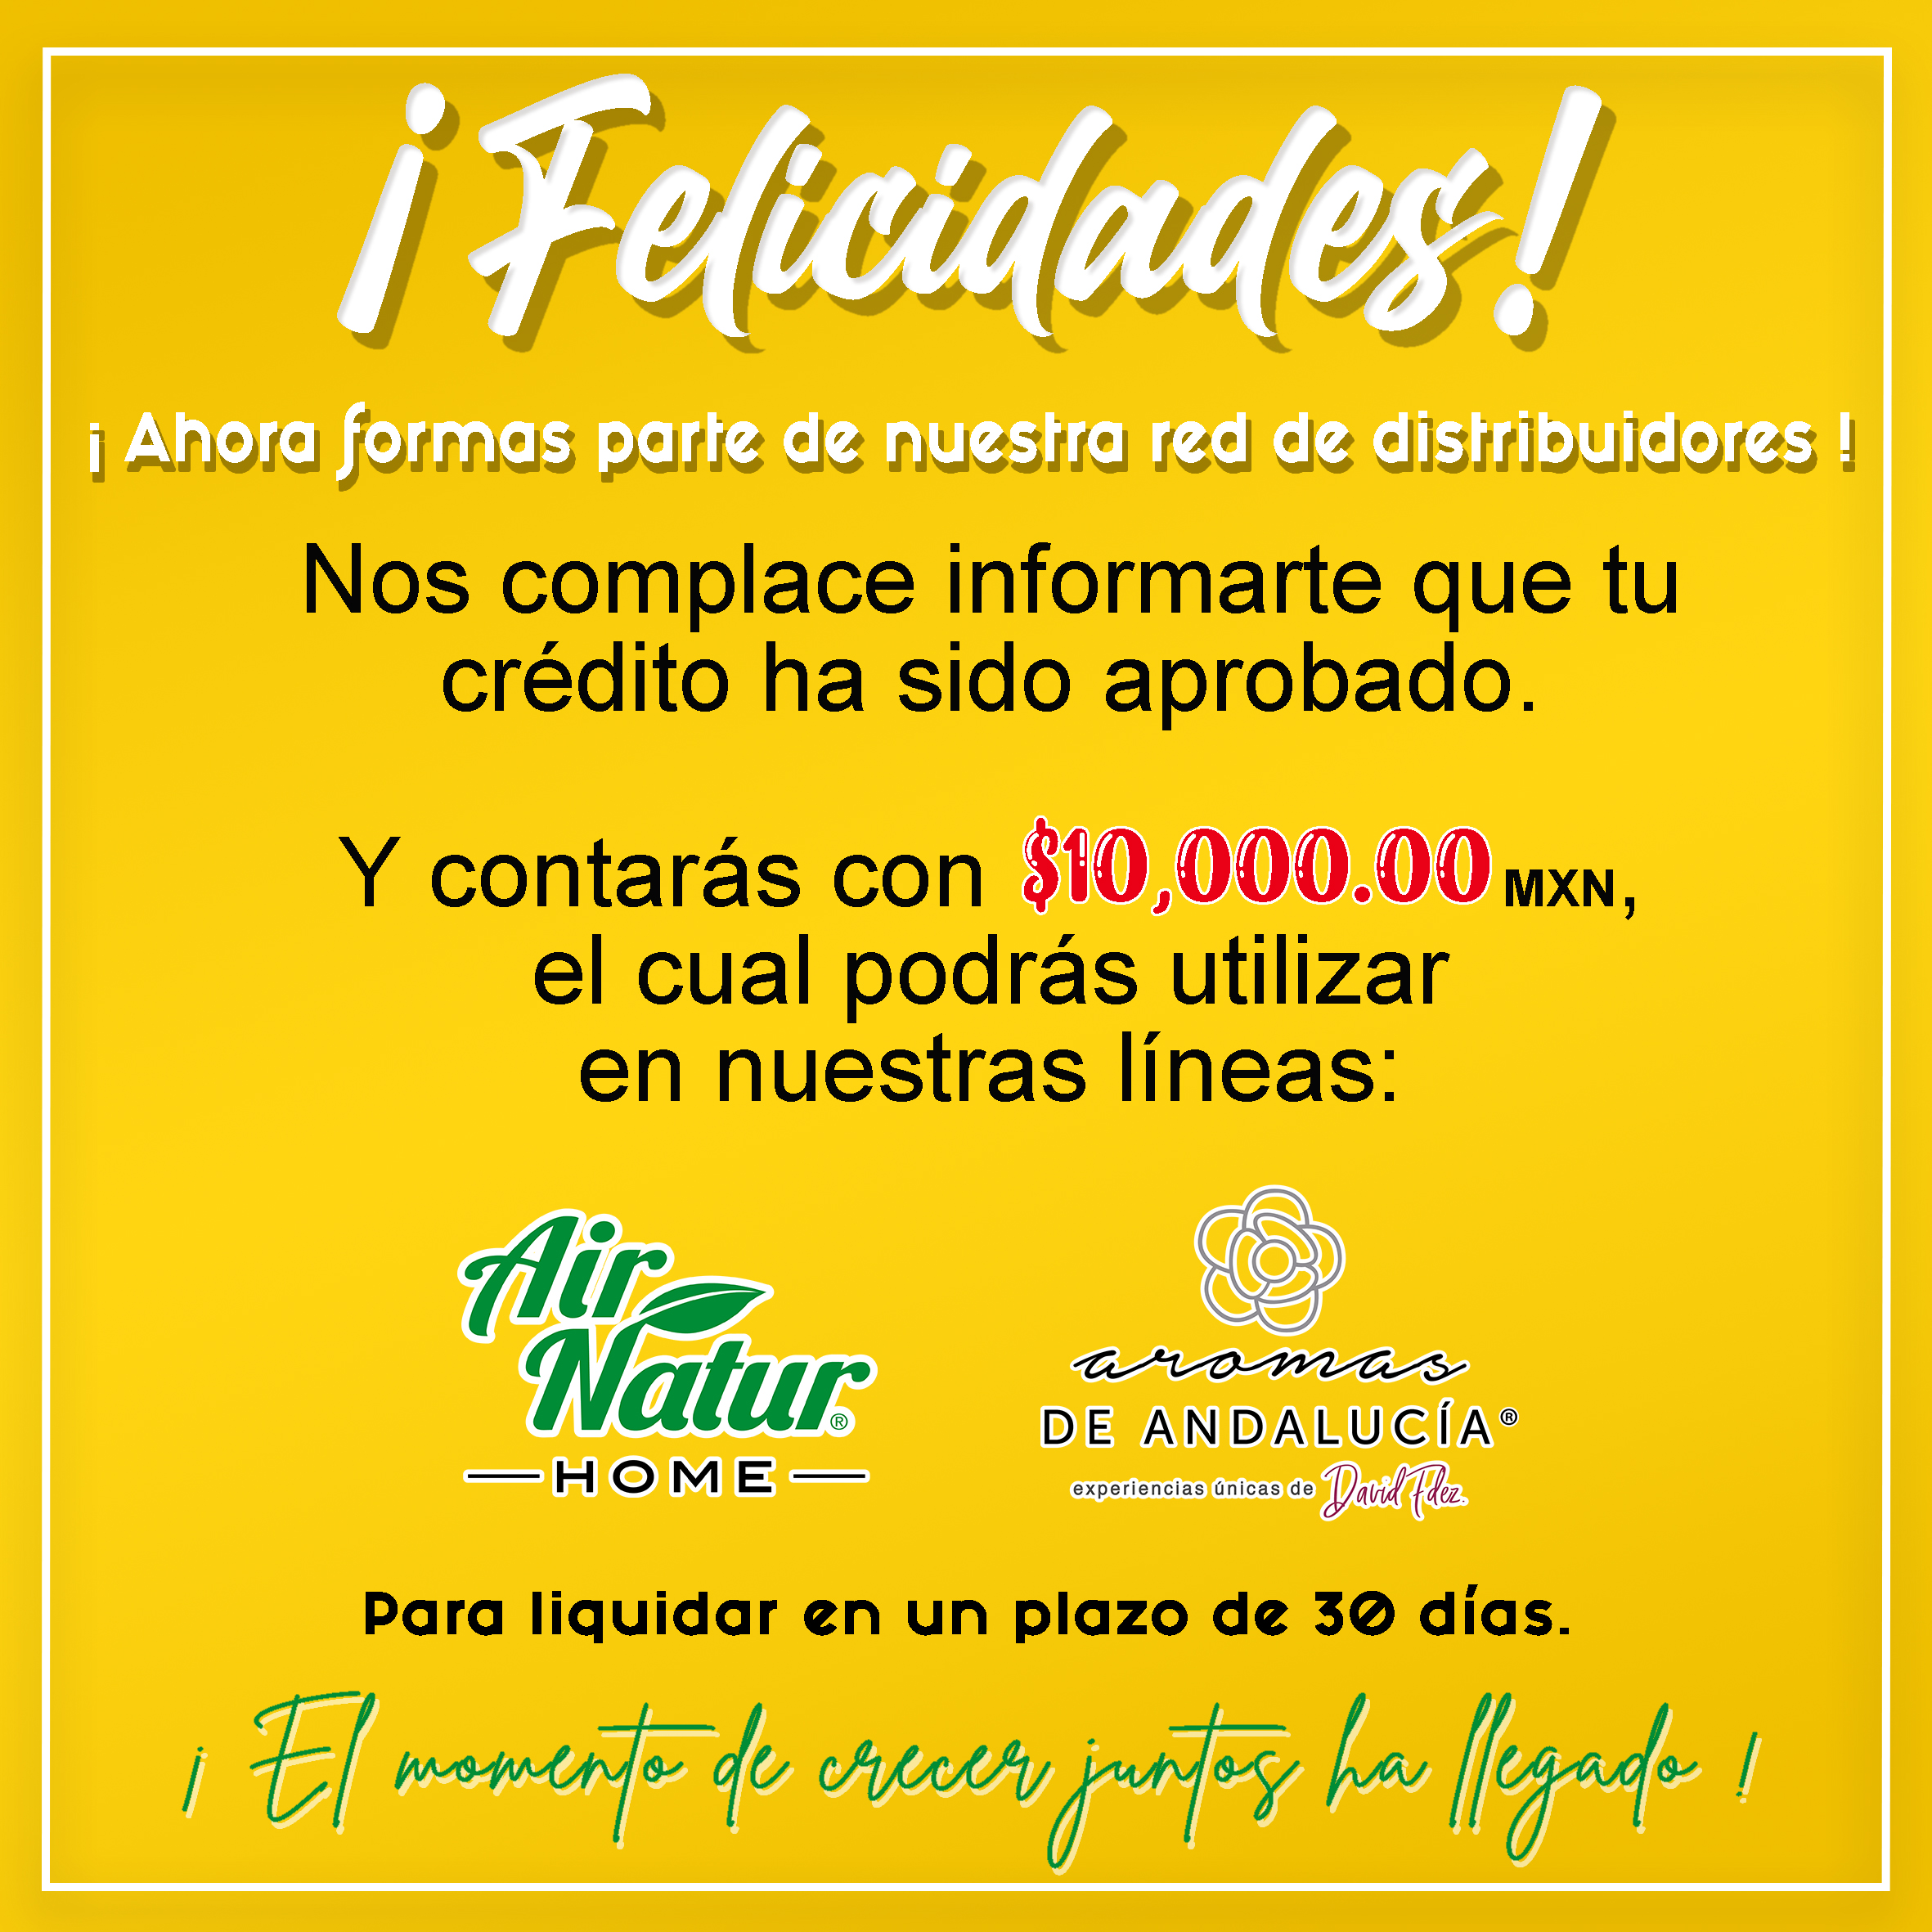 ¡Felicidades!
¡ Ahora formas parte de nuestra red de distribuidores !
Nos complace informarte que tu
crédito ha sido aprobado.
Y contarás con $10,000.00 MXN,
el cual podrás utilizar
en nuestras líneas:
Air
Natur®
HOME
aromas
DE ANDALUCÍA®
experiencias únicas de David Fdez.
Para liquidar en un plazo de 30 días.
¡ El momento de crecer juntos ha llegado !